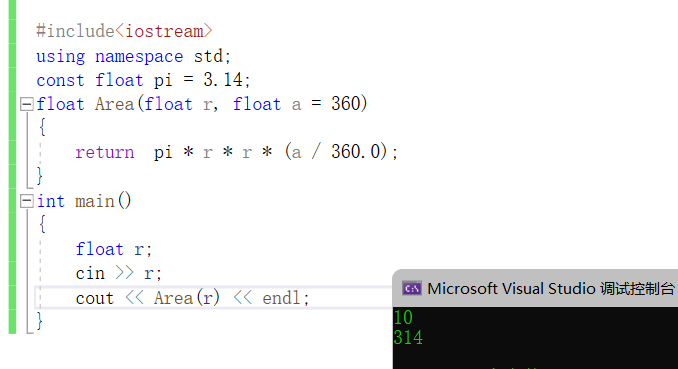 #include<iostream>
using namespace std;
const float pi = 3.14;
float Area(float r, float a = 360)
{
    return  pi * r * r * (a / 360.0);
}
int main()
{
    float r;
    cin >> r;
    cout << Area(r) << endl;
}
C:\
Microsoft Visual Studio 调试控制台
10
314